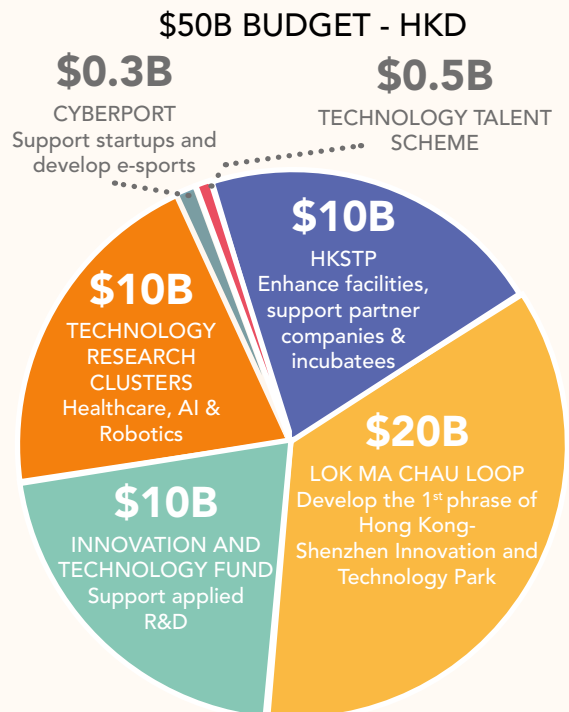 $50B BUDGET - HKD
$0.3B
CYBERPORT
Support startups and
develop e-sports
$0.5B
TECHNOLOGY TALENT
SCHEME
$10B
HKSTP
Enhance facilities,
support partner
companies &
incubatees
$10B
TECHNOLOGY
RESEARCH
CLUSTERS
Healthcare, AI &
Robotics
$20B
LOK MA CHAU LOOP
Develop the 1st phrase of
Hong Kong-
Shenzhen Innovation and
Technology Park
$10B
INNOVATION AND
TECHNOLOGY FUND
Support applied
R&D